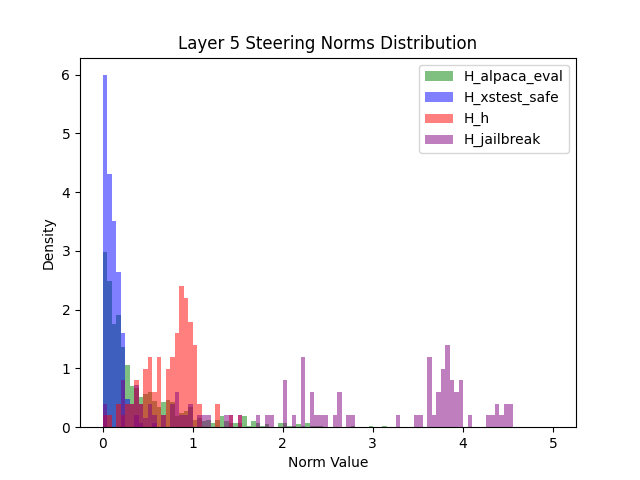 Layer 5 Steering Norms Distribution
H_alpaca_eval
H_xstest_safe
H_h
H_jailbreak
6
5
4
3
2
1
0
Density
0 1 2 3 4 5
Norm Value